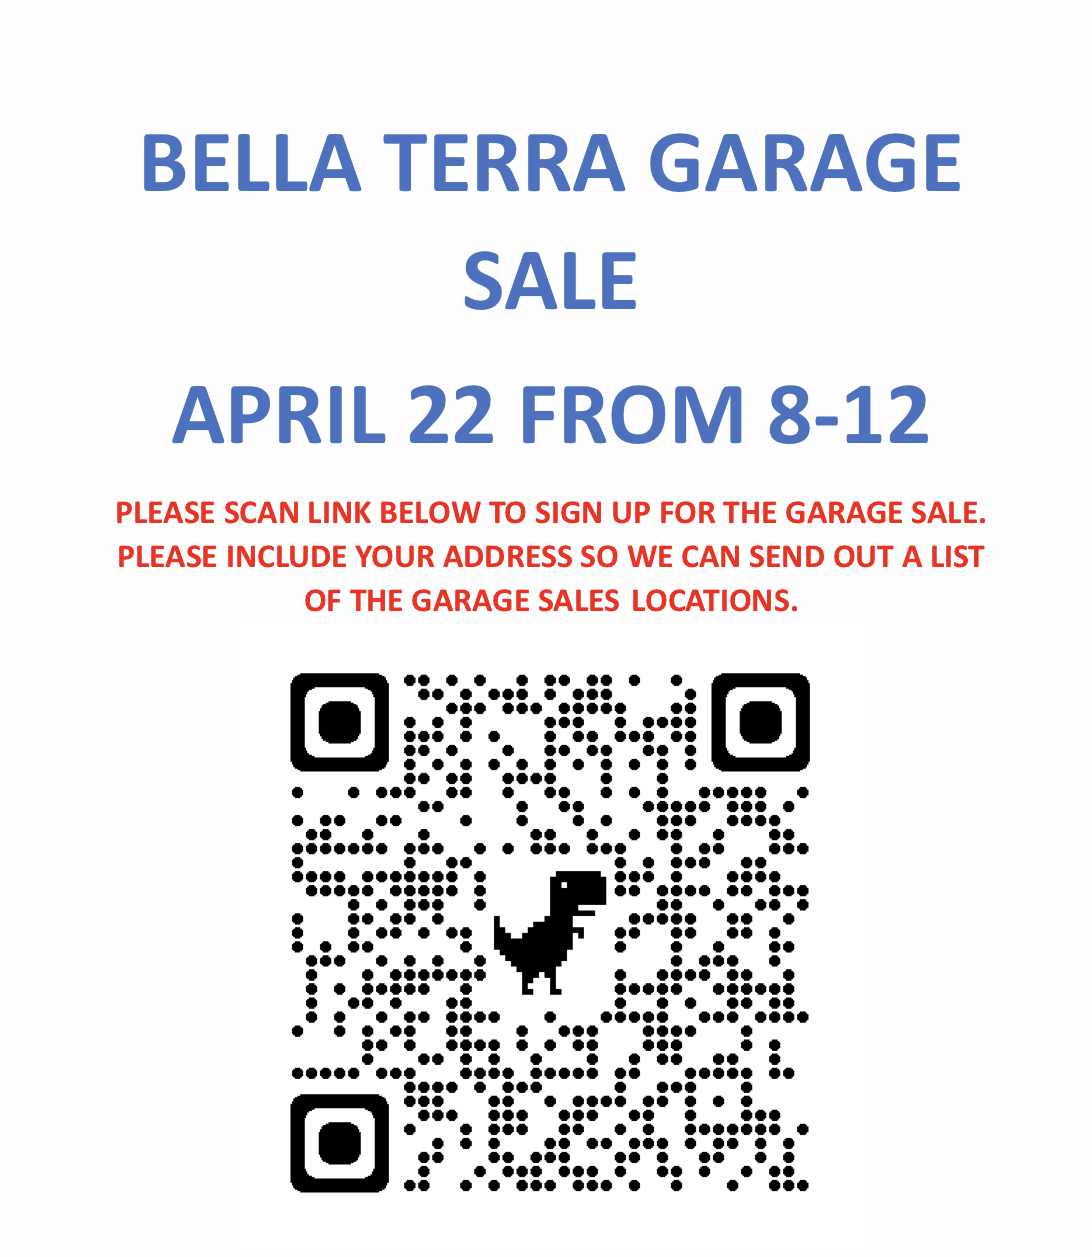 BELLA TERRA GARAGE
SALE
APRIL 22 FROM 8-12
PLEASE SCAN LINK BELOW TO SIGN UP FOR THE GARAGE SALE.
PLEASE INCLUDE YOUR ADDRESS SO WE CAN SEND OUT A LIST
OF THE GARAGE SALES LOCATIONS.